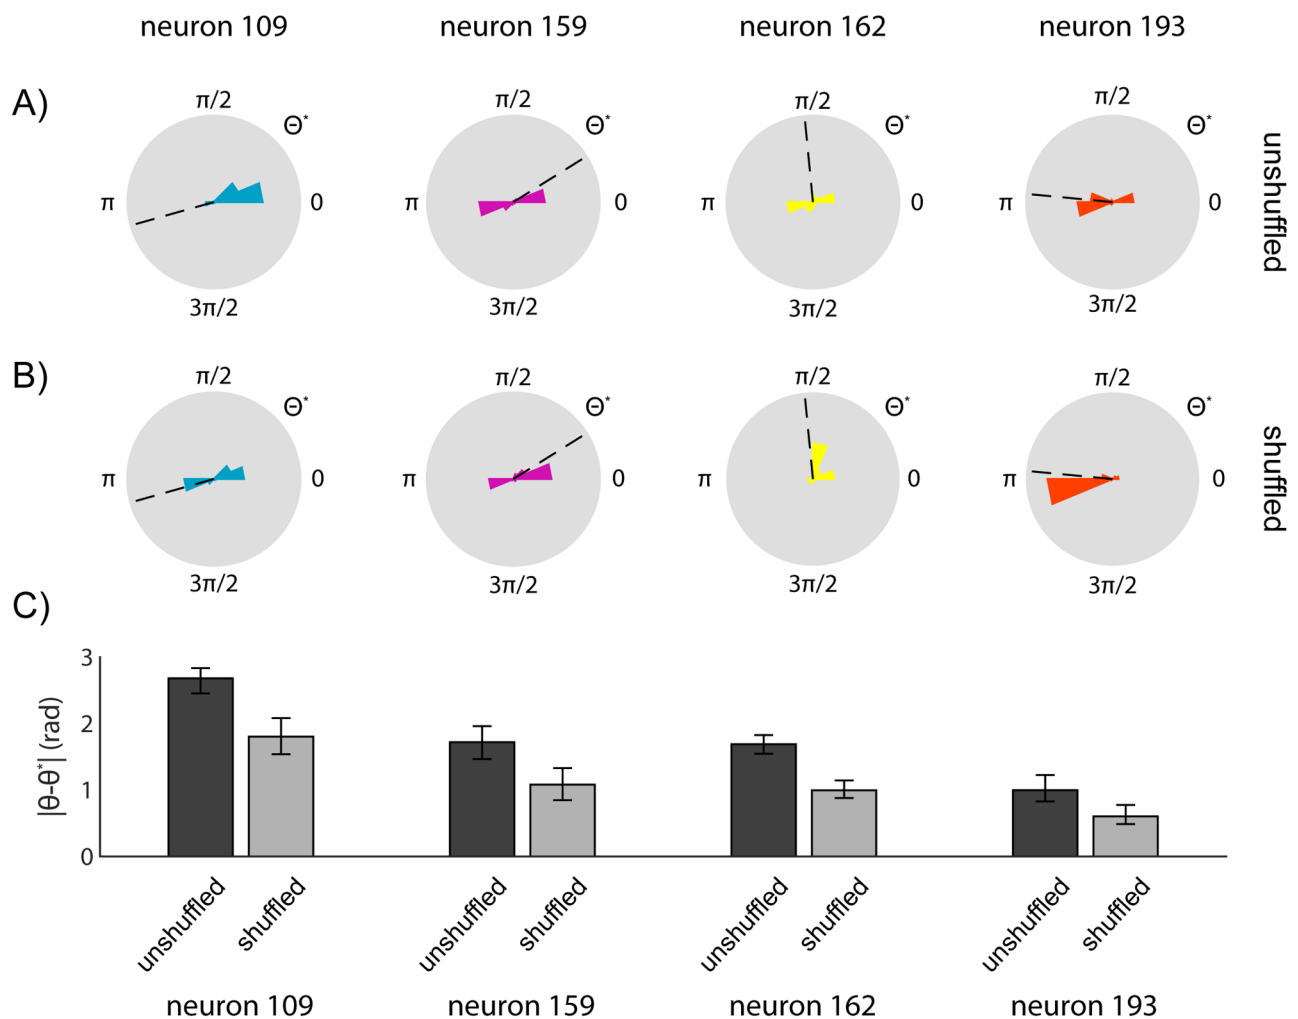 neuron 109 neuron 159 neuron 162 neuron 193
A)
π/2 π/2 π/2 π/2
Θ* Θ* Θ* Θ*
π 0 π 0 π 0 π 0
3π/2 3π/2 3π/2 3π/2
unshuffled
B)
π/2 π/2 π/2 π/2
Θ* Θ* Θ* Θ*
π 0 π 0 π 0 π 0
3π/2 3π/2 3π/2 3π/2
shuffled
C)
|θ-θ*| (rad)
3
2
1
0
unshuffled shuffled unshuffled shuffled unshuffled shuffled unshuffled shuffled
neuron 109 neuron 159 neuron 162 neuron 193